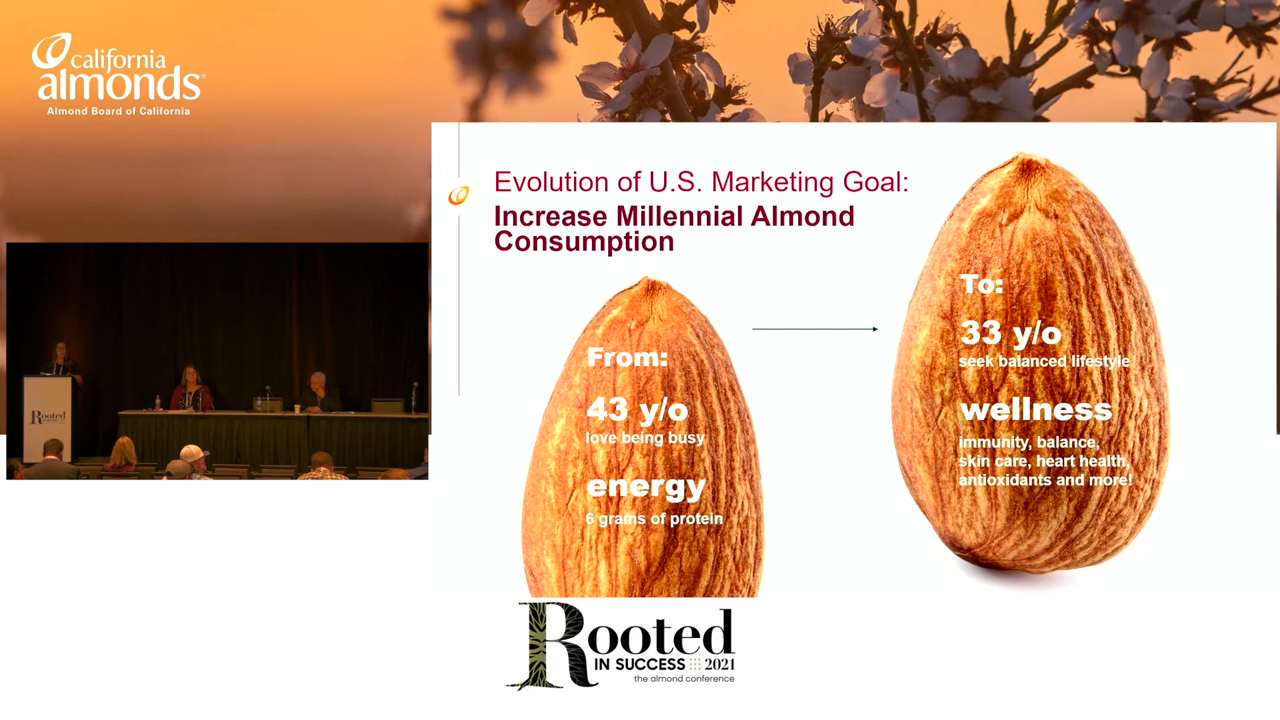 california
almonds
Almond Board of California
Evolution of U.S. Marketing Goal:
Increase Millennial Almond
Consumption
From:
43 y/o
love being busy
energy
6 grams of protein
To:
33 y/o
seek balanced lifestyle
wellness
immunity, balance,
skin care, heart health,
antioxidants and more!
Rooted
Rooted
IN SUCCESS 2021
the almond conference